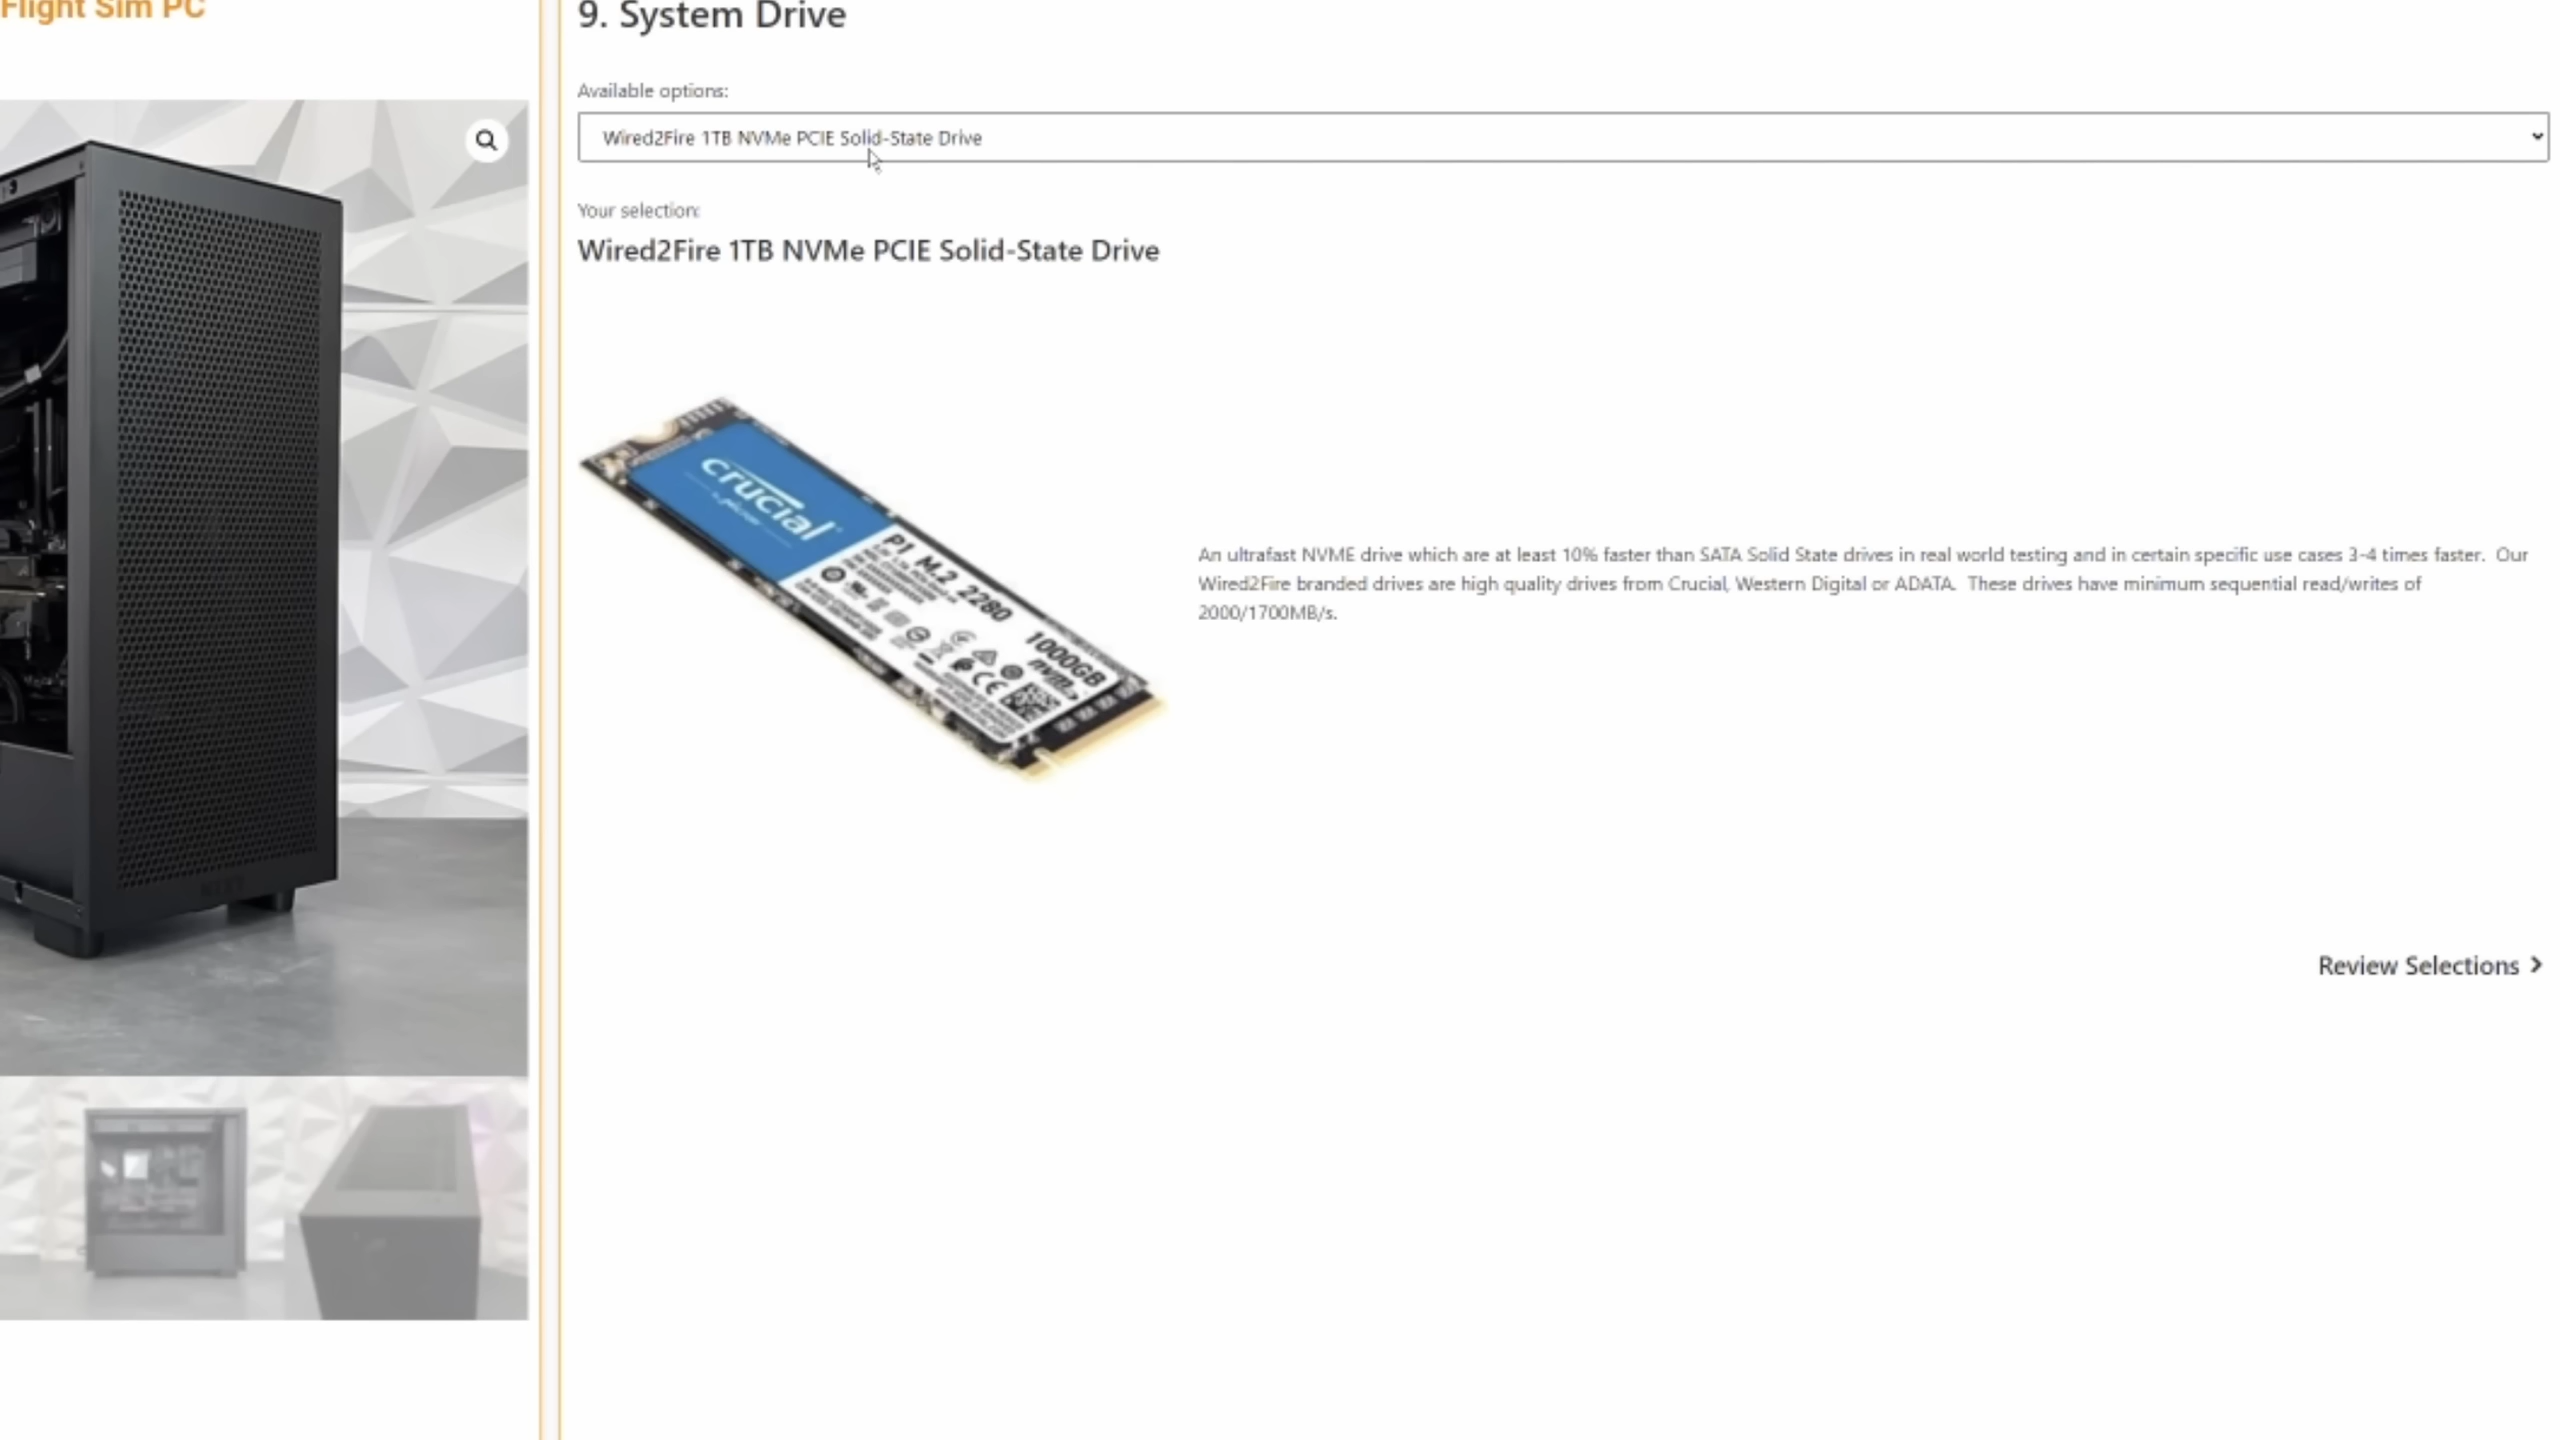 Flight Sim PC
9. System Drive
Available options:
Wired2Fire 1TB NVMe PCIE Solid-State Drive
Your selection:
Wired2Fire 1TB NVMe PCIE Solid-State Drive
crucial
P1 M.2 2280
1000GB
nvm
An ultrafast NVME drive which are at least 10% faster than SATA Solid State drives in real world testing and in certain specific use cases 3-4 times faster. Our
Wired2Fire branded drives are high quality drives from Crucial, Western Digital or ADATA. These drives have minimum sequential read/writes of
2000/1700MB/s.
Review Selections